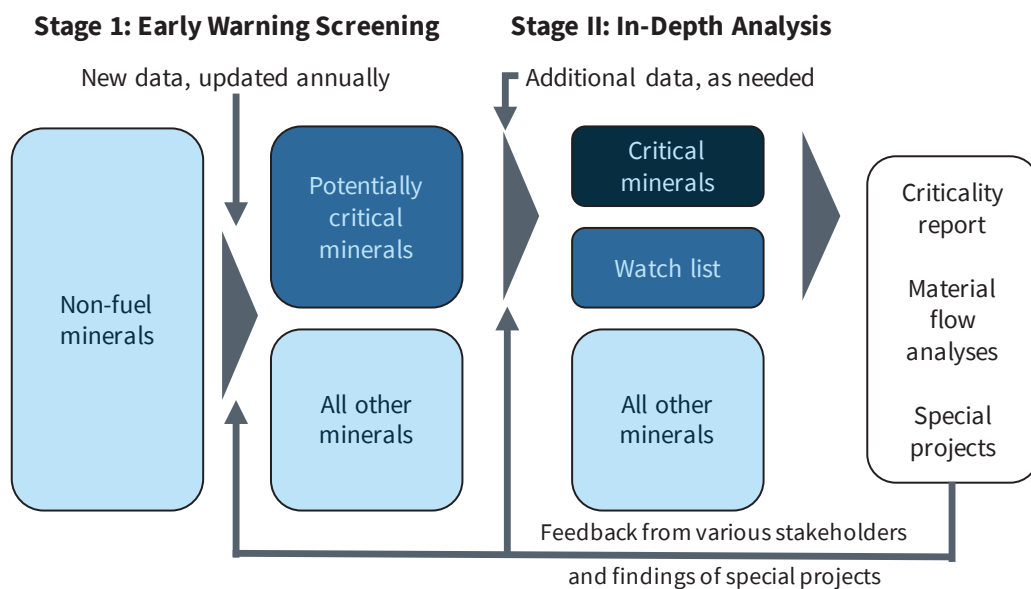 Stage 1: Early Warning Screening
Stage II: In-Depth Analysis
New data, updated annually
Additional data, as needed
Non-fuel
minerals
Potentially
critical
minerals
All other
minerals
Critical
minerals
Watch list
All other
minerals
Criticality
report
Material
flow
analyses
Special
projects
Feedback from various stakeholders
and findings of special projects